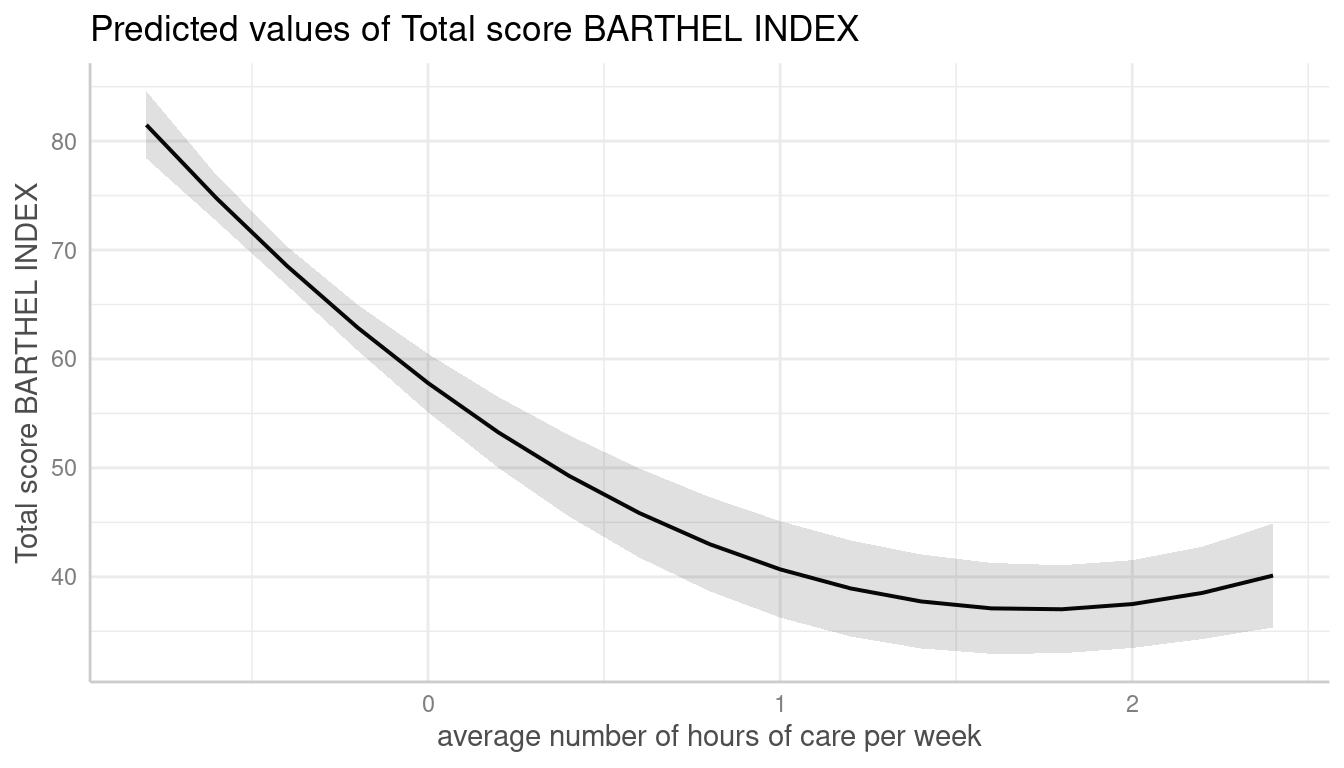 Predicted values of Total score BARTHEL INDEX
Total score BARTHEL INDEX
80
70
60
50
40
0
1
2
average number of hours of care per week